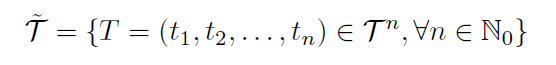 𝒯̃ = {T = (t₁, t₂, . . . , tₙ) ∈ 𝒯ⁿ, ∀n ∈ ℕ₀}